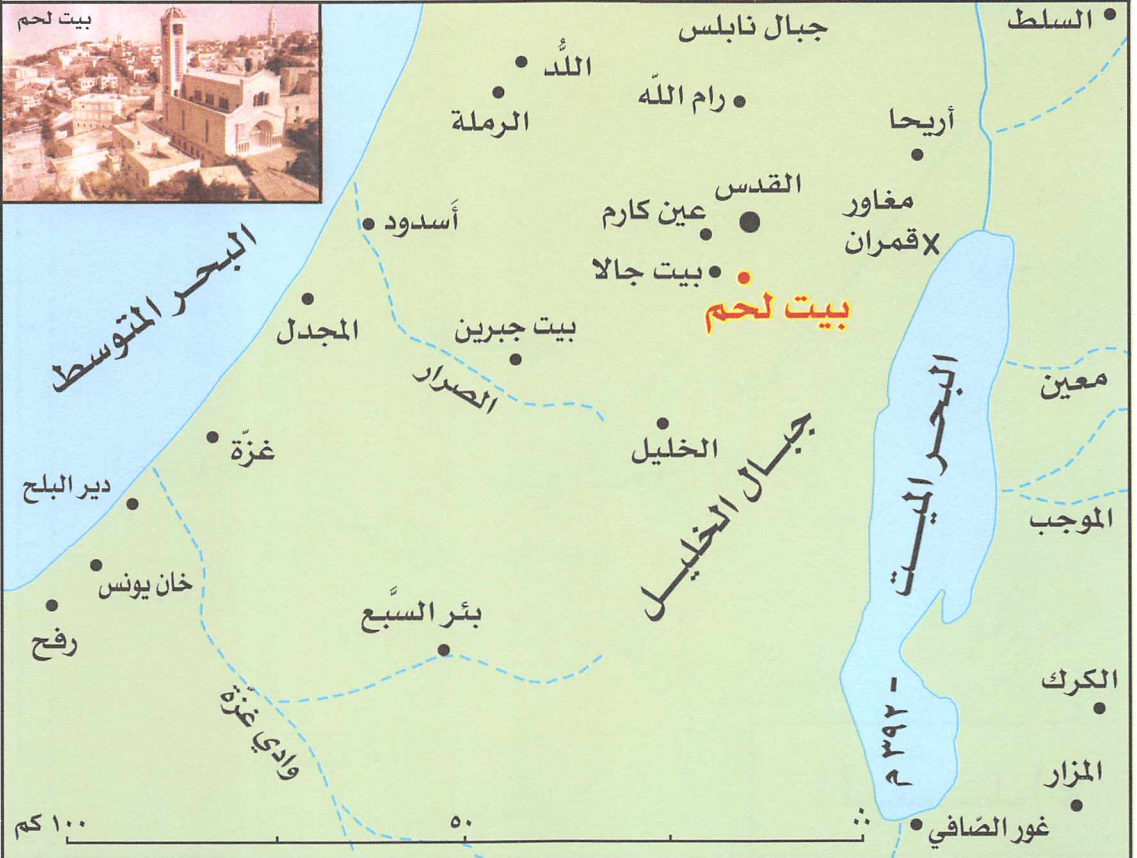 بيت لحم
جبال نابلس
السلط
اللُّد
رام اللّه
الرملة
أريحا
القدس
مغاور
قمران x
عين كارم
أَسدود
بيت جالا
بيت لحم
البحر المتوسط
المجدل
بيت جبرين
الصرار
معين
البحر الميت
غزّة
الخليل
جبال الخليل
دير البلح
الموجب
خان يونس
رفح
بئر السَّبع
وادي غزّة
الكرك
- ٣٩٢ م
المزار
غور الصّافي
١٠٠ كم
٥٠